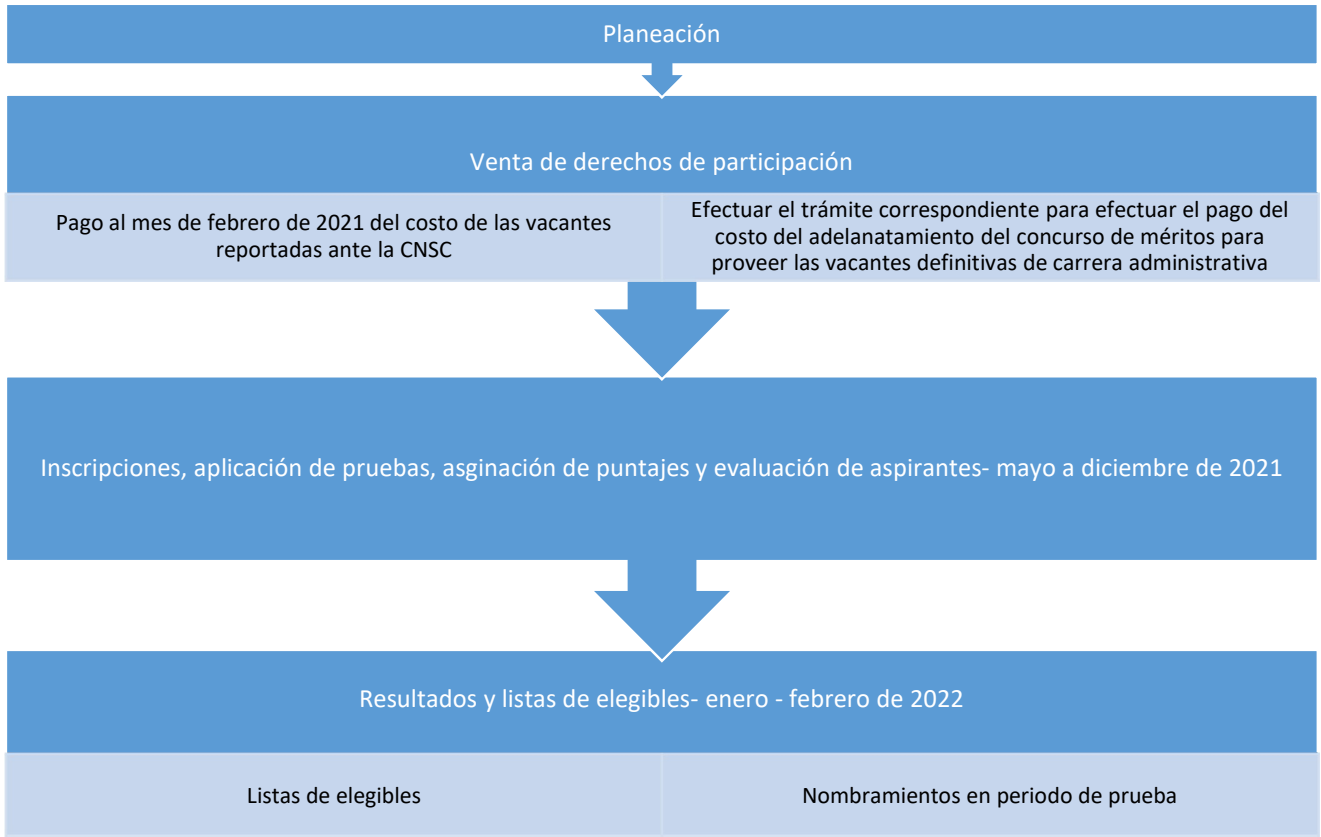 Planeación
Venta de derechos de participación
Pago al mes de febrero de 2021 del costo de las vacantes
reportadas ante la CNSC
Efectuar el trámite correspondiente para efectuar el pago del
costo del adelanatamiento del concurso de méritos para
proveer las vacantes definitivas de carrera administrativa
Inscripciones, aplicación de pruebas, asginación de puntajes y evaluación de aspirantes- mayo a diciembre de 2021
Resultados y listas de elegibles- enero - febrero de 2022
Listas de elegibles
Nombramientos en periodo de prueba